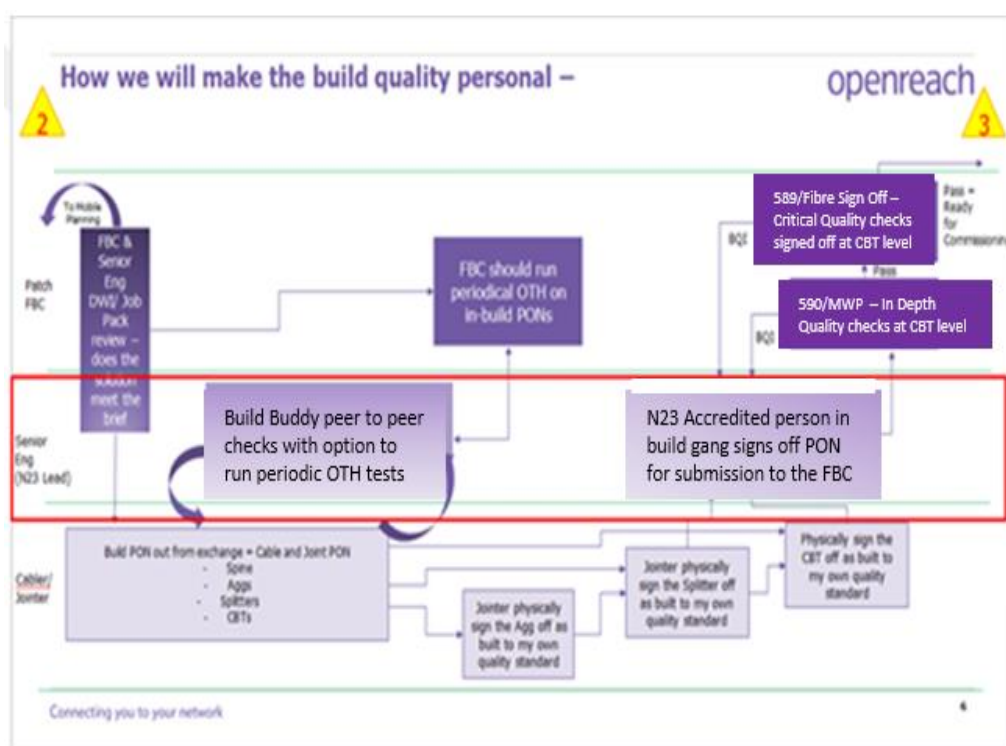 How we will make the build quality personal –
openreach
2
3
To Mobile
Planning
Patch
FBC
FBC &
Senior
Eng
DWI/ Job
Pack
review –
does the
solution
meet the
brief
FBC should run
periodical OTH on
in-build PONs
BQI
589/Fibre Sign Off –
Critical Quality checks
signed off at CBT level
Pass =
Ready
for
Commissioning
Pass
BQI
590/MWP – In Depth
Quality checks at CBT level
Senior
Eng
(N23 Lead)
Build Buddy peer to peer
checks with option to
run periodic OTH tests
N23 Accredited person in
build gang signs off PON
for submission to the FBC
Cabler/
Jointer
Build PON out from exchange = Cable and Joint PON
- Spine
- Aggs
- Splitters
- CBTs
Jointer physically
sign the Agg off as
built to my own
quality standard
Jointer physically
sign the Splitter off
as built to my own
quality standard
Physically sign the
CBT off as built to
my own quality
standard
Connecting you to your network
6